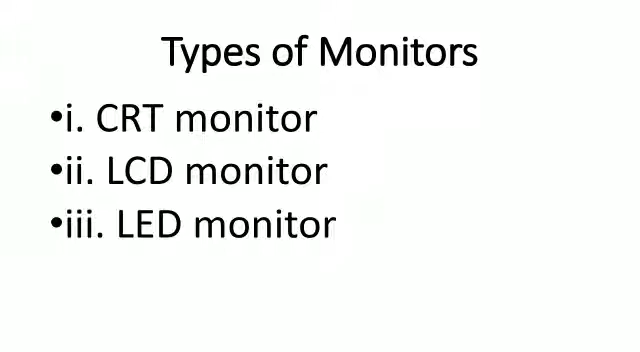 Types of Monitors
•i. CRT monitor
•ii. LCD monitor
•iii. LED monitor